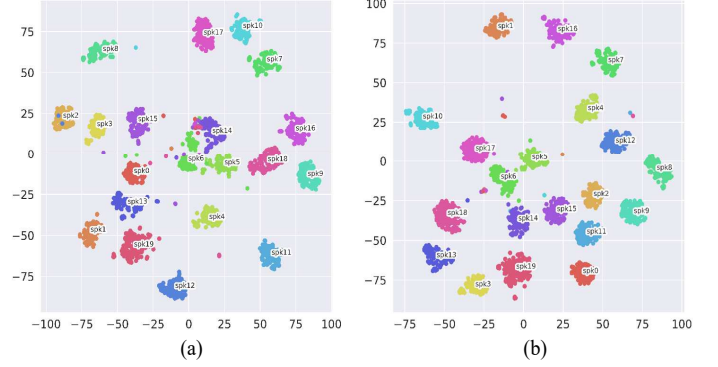 75
50
25
0
−25
−50
−75
−100
−75
−50
−25
0
25
50
75
100
spk17
spk10
spk8
spk7
spk2
spk3
spk15
spk14
spk16
spk6
spk5
spk18
spk0
spk9
spk13
spk4
spk1
spk19
spk11
spk12
(a)
100
75
50
25
0
−25
−50
−75
−75
−50
−25
0
25
50
75
100
spk1
spk16
spk7
spk4
spk10
spk12
spk17
spk5
spk8
spk6
spk2
spk18
spk15
spk9
spk14
spk11
spk13
spk19
spk0
spk3
(b)